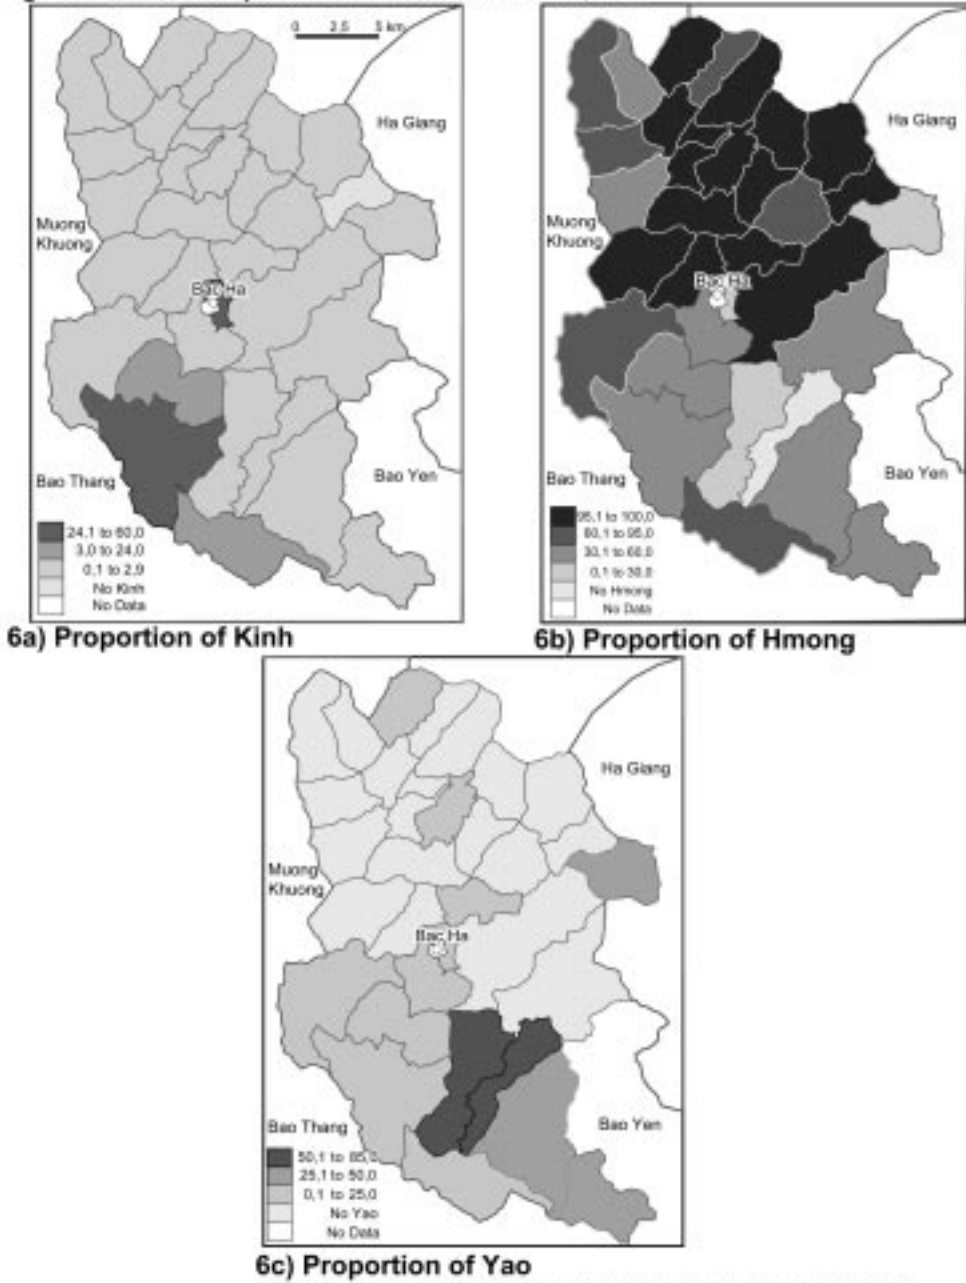 0 2,5 5 km
Ha Giang
Muong
Khuong
Bac Ha
Bao Thang
Bao Yen
24,1 to 60,0
3,0 to 24,0
0,1 to 2,9
No Kinh
No Data
6a) Proportion of Kinh
Ha Giang
Muong
Khuong
Bac Ha
Bao Thang
Bao Yen
95,1 to 100,0
60,1 to 95,0
30,1 to 60,0
0,1 to 30,0
No Hmong
No Data
6b) Proportion of Hmong
Ha Giang
Muong
Khuong
Bac Ha
Bao Thang
Bao Yen
50,1 to 85,0
25,1 to 50,0
0,1 to 25,0
No Yao
No Data
6c) Proportion of Yao